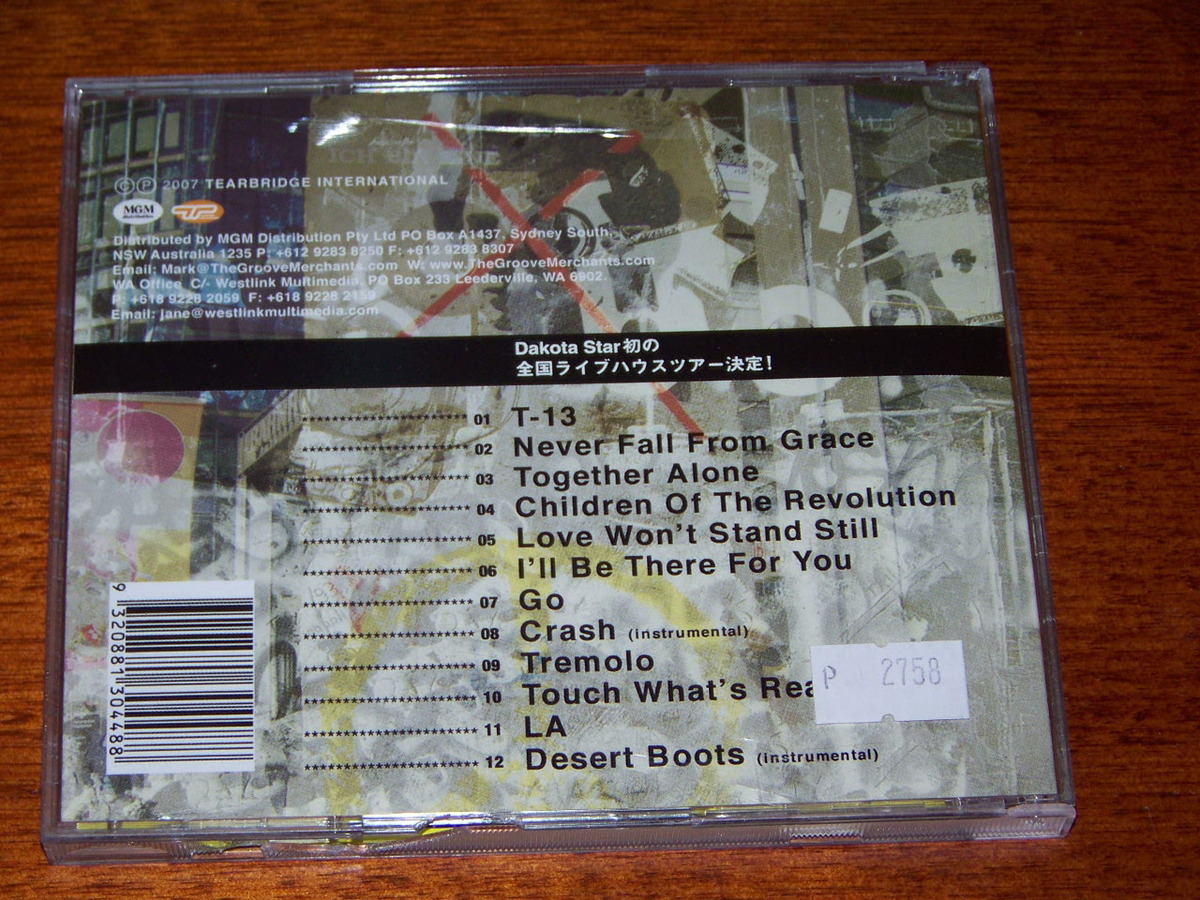 ICH BIN
©℗ 2007 TEARBRIDGE INTERNATIONAL
MGM distribution
Distributed by MGM Distribution Pty Ltd PO Box A1437, Sydney South,
NSW Australia 1235 P: +612 9283 8250 F: +612 9283 8307
Email: Mark@TheGrooveMerchants.com W: www.TheGrooveMerchants.com
WA Office C/- Westlink Multimedia, PO Box 233 Leederville, WA 6902.
P: +618 9228 2059 F: +618 9228 2159
Email: jane@westlinkmultimedia.com
Dakota Star初の
全国ライブハウスツアー決定!
01 T-13
02 Never Fall From Grace
03 Together Alone
04 Children Of The Revolution
05 Love Won't Stand Still
06 I'll Be There For You
07 Go
08 Crash (instrumental)
09 Tremolo
10 Touch What's Rea
11 LA
12 Desert Boots (instrumental)
P 2758
9 320881 304488